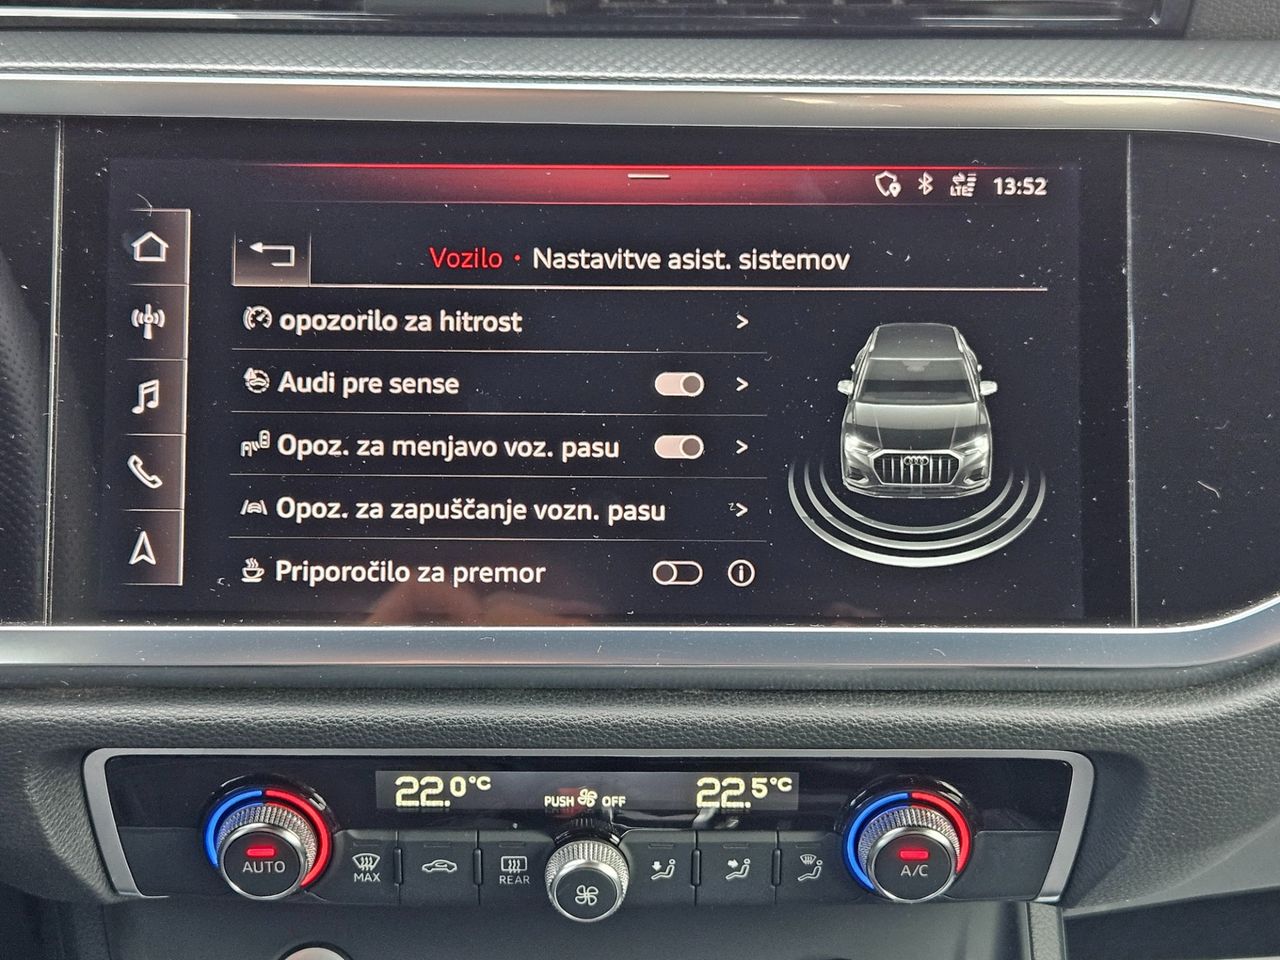 LTE 13:52
Vozilo • Nastavitve asist. sistemov
opozorilo za hitrost
Audi pre sense
Opoz. za menjavo voz. pasu
Opoz. za zapuščanje vozn. pasu
Priporočilo za premor
22.0°C
PUSH OFF
22.5°C
AUTO
MAX
REAR
A/C